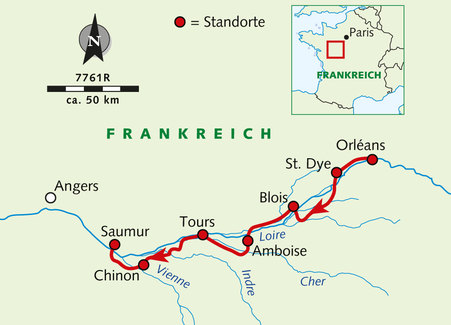 N
= Standorte
7761R
ca. 50 km
Paris
FRANKREICH
FRANKREICH
Orléans
St. Dye
Blois
Angers
Tours
Loire
Saumur
Amboise
Chinon
Vienne
Indre
Cher